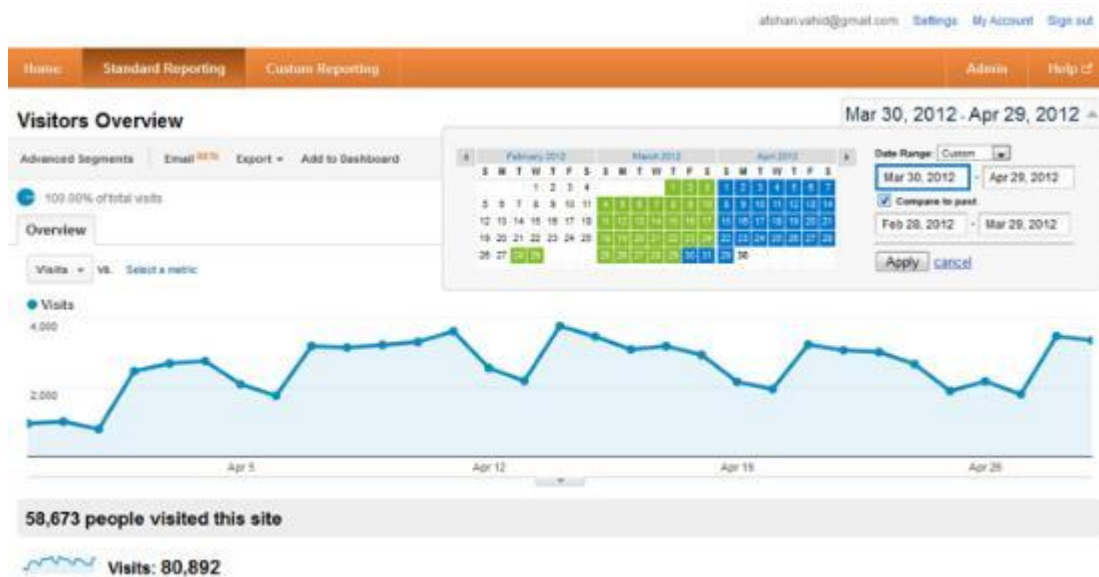 afshari.vahid@gmail.com Settings My Account Sign out
Home Standard Reporting Custom Reporting Admin Help
Visitors Overview
Mar 30, 2012 - Apr 29, 2012
Advanced Segments Email BETA Export Add to Dashboard
February 2012 March 2012 April 2012
S M T W T F S S M T W T F S S M T W T F S
1 2 3 4 1 2 3 1 2 3 4 5 6 7
5 6 7 8 9 10 11 4 5 6 7 8 9 10 8 9 10 11 12 13 14
12 13 14 15 16 17 18 11 12 13 14 15 16 17 15 16 17 18 19 20 21
19 20 21 22 23 24 25 18 19 20 21 22 23 24 22 23 24 25 26 27 28
26 27 28 29 25 26 27 28 29 30 31 29 30
Date Range: Custom
Mar 30, 2012 - Apr 29, 2012
Compare to past
Feb 28, 2012 - Mar 29, 2012
Apply cancel
100.00% of total visits
Overview
Visits VS. Select a metric
Visits
4,000
2,000
Apr 5 Apr 12 Apr 19 Apr 26
58,673 people visited this site
Visits: 80,892